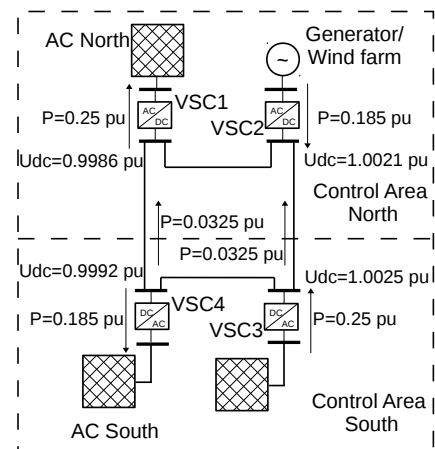 AC North
Generator/
Wind farm
P=0.25 pu
VSC1
AC
DC
VSC2
AC
DC
P=0.185 pu
Udc=0.9986 pu
Udc=1.0021 pu
Control Area
North
P=0.0325 pu
P=0.0325 pu
Udc=0.9992 pu
Udc=1.0025 pu
P=0.185 pu
DC
AC
VSC4
VSC3
DC
AC
P=0.25 pu
AC South
Control Area
South